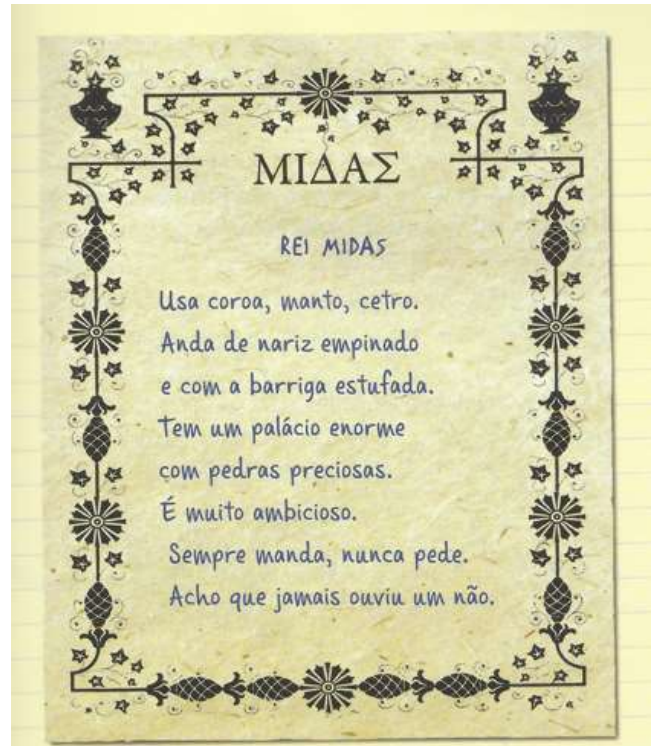 ΜΙΔΑΣ
REI MIDAS
Usa coroa, manto, cetro.
Anda de nariz empinado
e com a barriga estufada.
Tem um palácio enorme
com pedras preciosas.
É muito ambicioso.
Sempre manda, nunca pede.
Acho que jamais ouviu um não.